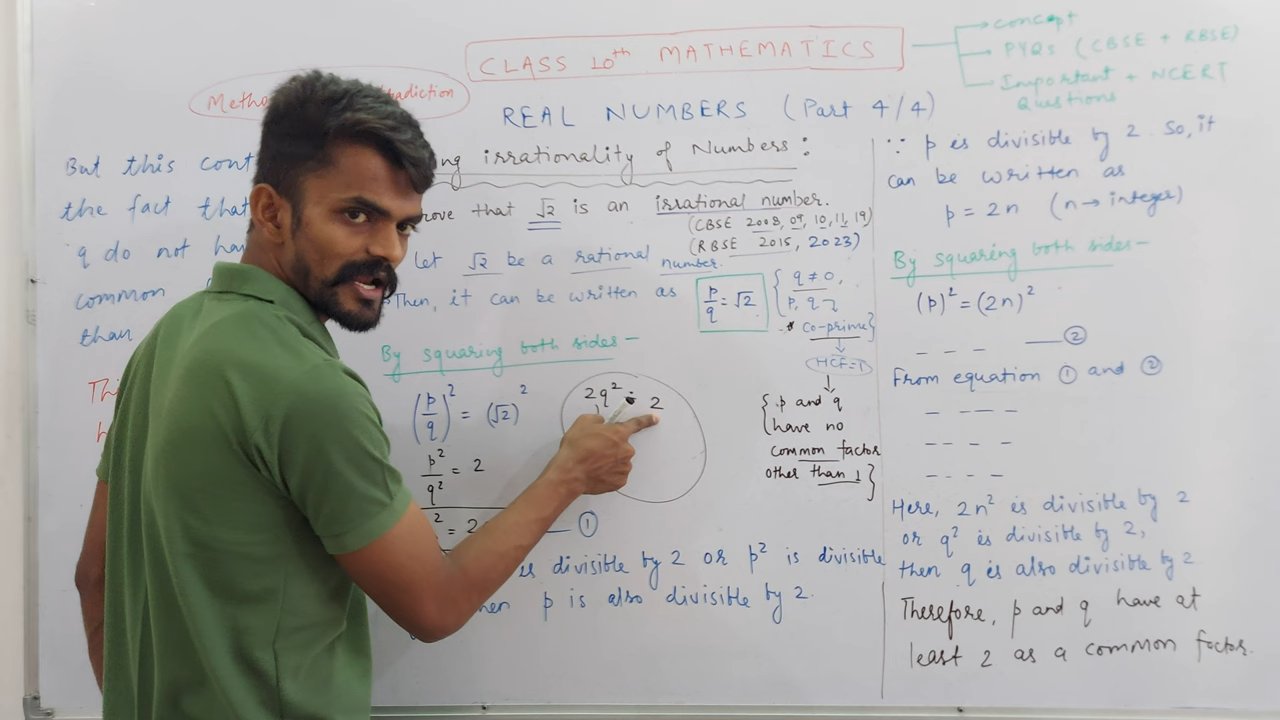 CLASS 10th MATHEMATICS
→ concept
→ PYQs (CBSE + RBSE)
→ Important + NCERT
Questions
REAL NUMBERS (Part 4/4)
irrationality of Numbers:
that √2 is an irrational number.
(CBSE 2008, 09, 10, 11, 19)
(RBSE 2015, 2023)
Let √2 be a rational number.
Then, it can be written as p/q = √2 { q ≠ 0,
p, q →
Co-prime}
↓
HCF=1
↓
{ p and q
have no
common factor
other than 1 }
By squaring both sides –
(p/q)² = (√2)²
p²/q² = 2
² = 2 ①
2q² ÷ 2
is divisible by 2 or p² is divisible
p is also divisible by 2.
∵ p is divisible by 2. So, it
can be written as
p = 2n (n → integer)
By squaring both sides –
(p)² = (2n)²
_ _ _ —②
From equation ① and ②
_ _ _ _
_ _ _ _
_ _ _ _
Here, 2n² is divisible by 2
or q² is divisible by 2,
then q is also divisible by 2
Therefore, p and q have at
least 2 as a common factor.
But this
the fact that
q do not
common
than